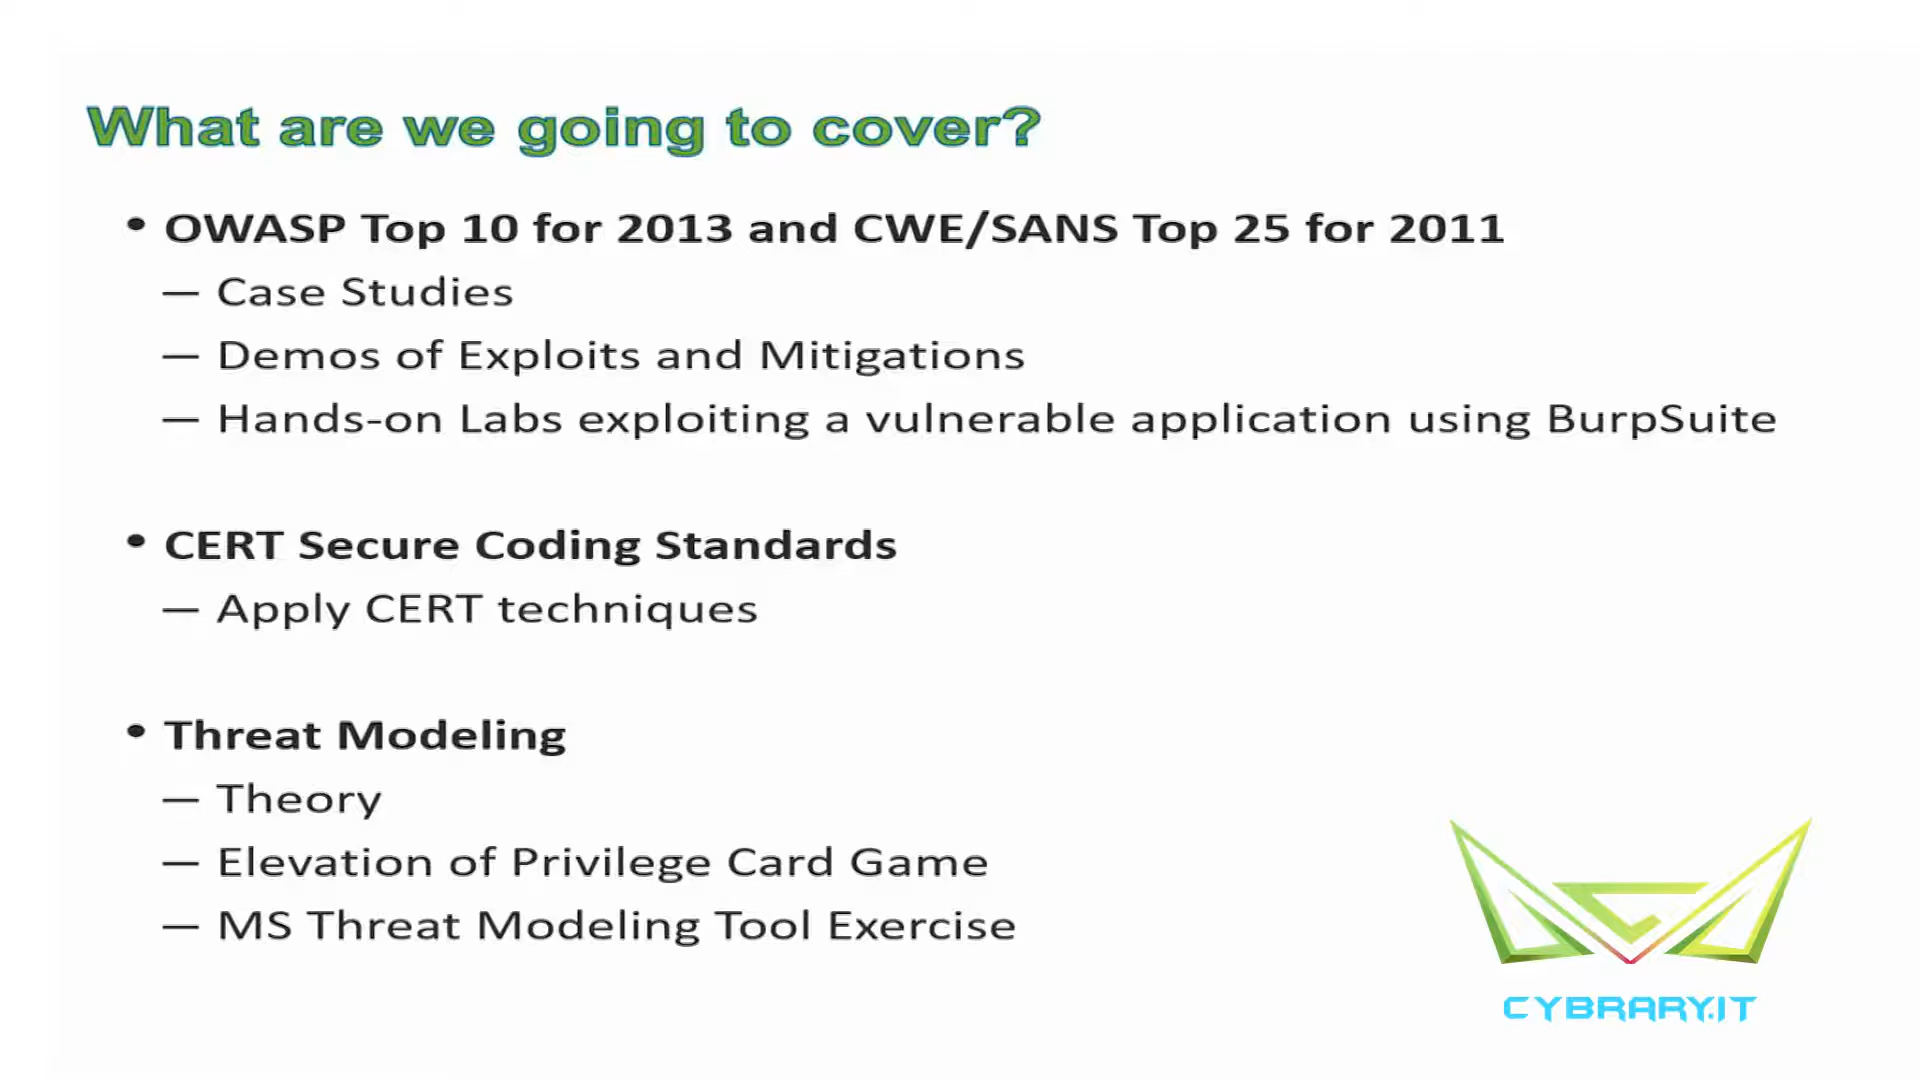 What are we going to cover?
• OWASP Top 10 for 2013 and CWE/SANS Top 25 for 2011
— Case Studies
— Demos of Exploits and Mitigations
— Hands-on Labs exploiting a vulnerable application using BurpSuite
• CERT Secure Coding Standards
— Apply CERT techniques
• Threat Modeling
— Theory
— Elevation of Privilege Card Game
— MS Threat Modeling Tool Exercise
CYBRARY.IT